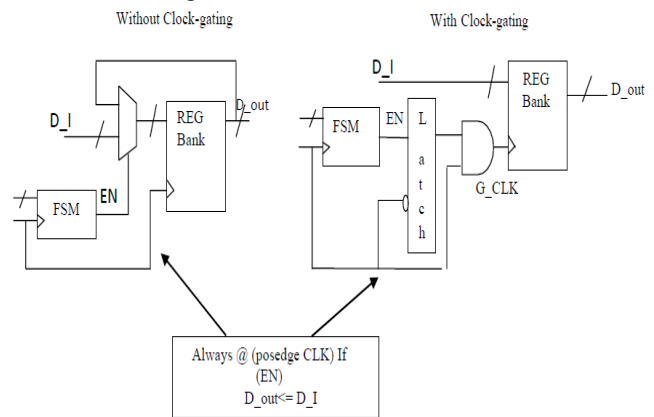 Without Clock-gating
With Clock-gating
D_I
REG
Bank
D_out
FSM
EN
D_I
REG
Bank
D_out
FSM
EN
L
a
t
c
h
G_CLK
Always @ (posedge CLK) If
(EN)
D_out<= D_I